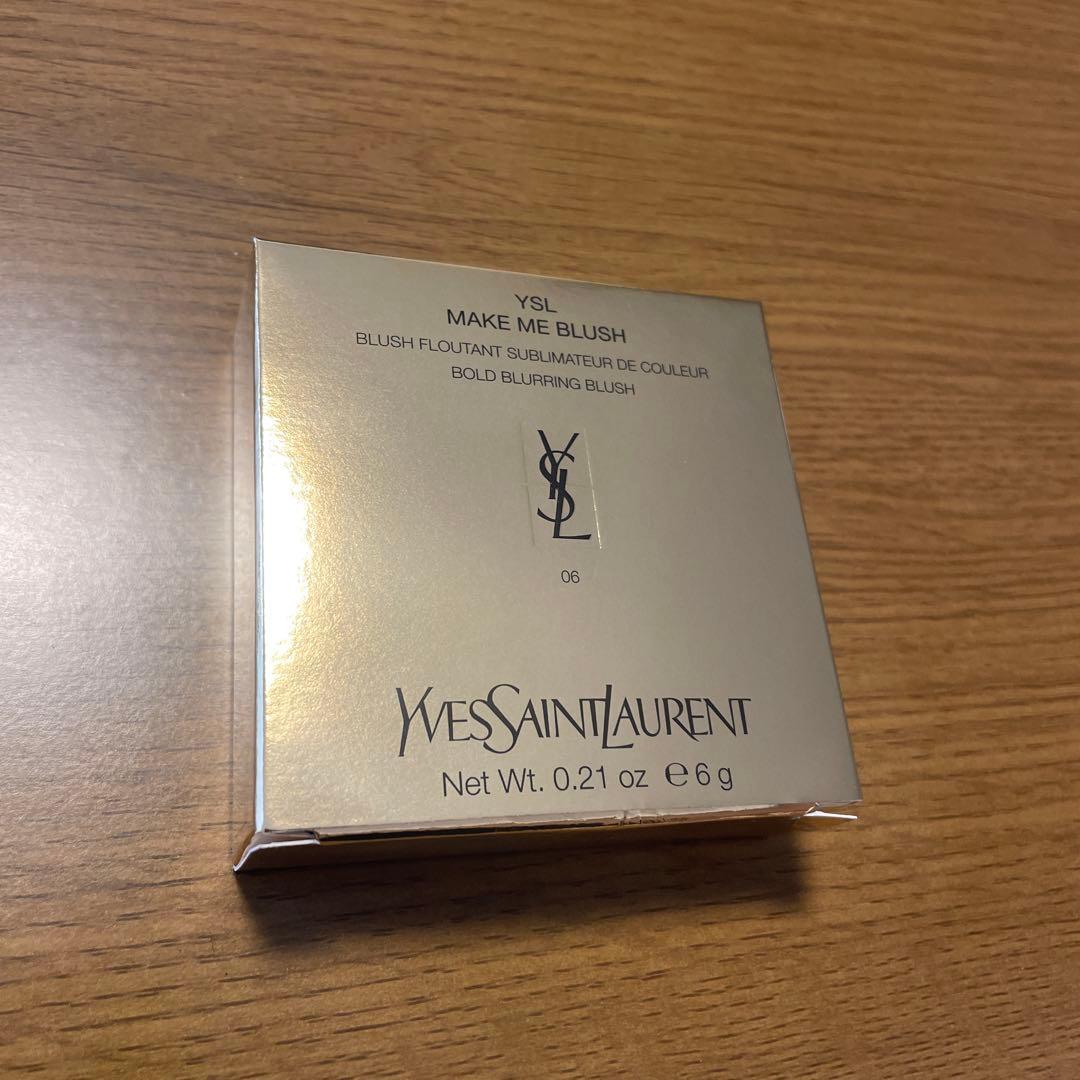 YSL
MAKE ME BLUSH
BLUSH FLOUTANT SUBLIMATEUR DE COULEUR
BOLD BLURRING BLUSH
YSL
06
YVESSAINTLAURENT
Net Wt. 0.21 oz ℮ 6 g